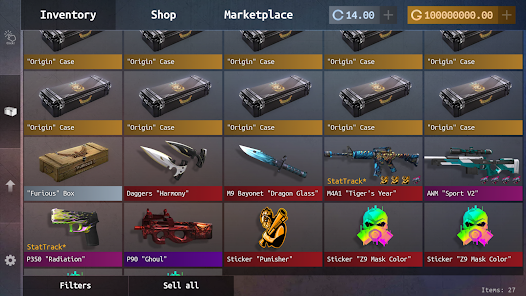 Inventory
Shop
Marketplace
14.00 +
100000000.00 +
"Origin" Case
"Origin" Case
"Origin" Case
"Origin" Case
"Origin" Case
"Origin" Case
"Origin" Case
"Origin" Case
"Origin" Case
"Origin" Case
"Furious" Box
Daggers "Harmony"
M9 Bayonet "Dragon Glass"
StatTrack*
M4A1 "Tiger's Year"
AWM "Sport V2"
StatTrack*
P350 "Radiation"
P90 "Ghoul"
Sticker "Punisher"
Sticker "Z9 Mask Color"
Sticker "Z9 Mask Color"
Filters
Sell all
Items: 27